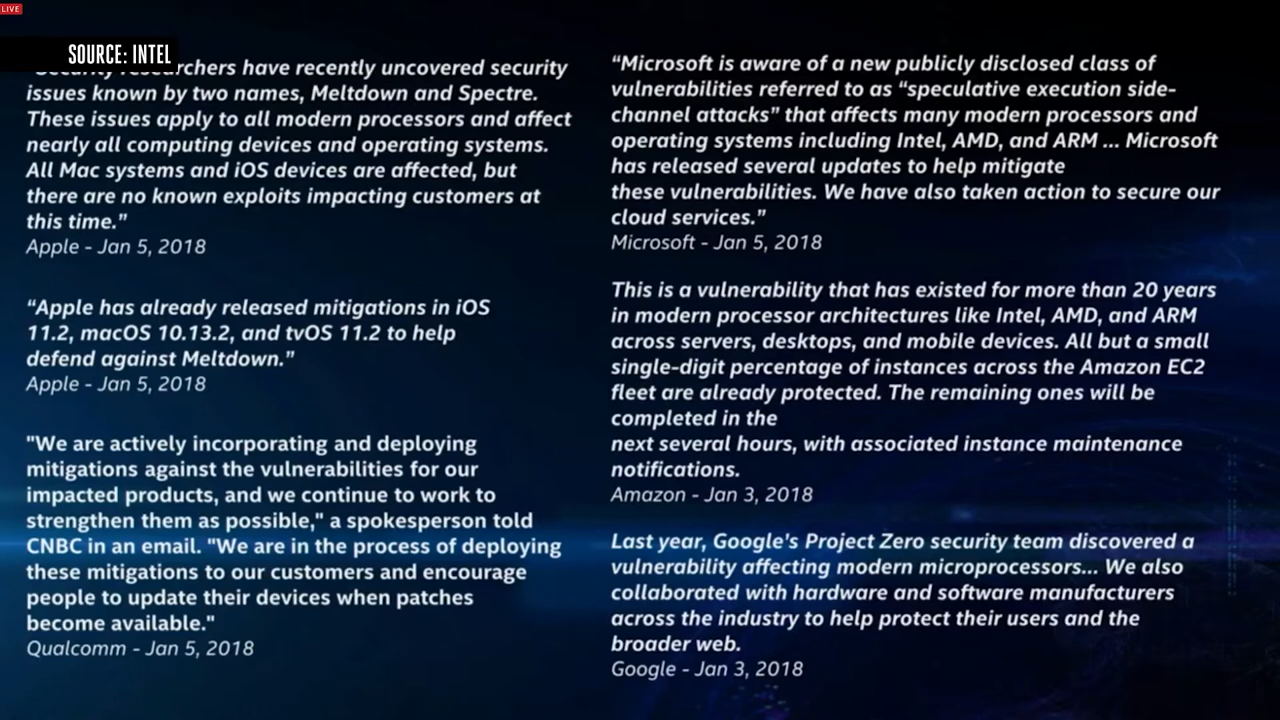 LIVE
SOURCE: INTEL
“Security researchers have recently uncovered security
issues known by two names, Meltdown and Spectre.
These issues apply to all modern processors and affect
nearly all computing devices and operating systems.
All Mac systems and iOS devices are affected, but
there are no known exploits impacting customers at
this time.”
Apple - Jan 5, 2018
“Apple has already released mitigations in iOS
11.2, macOS 10.13.2, and tvOS 11.2 to help
defend against Meltdown.”
Apple - Jan 5, 2018
"We are actively incorporating and deploying
mitigations against the vulnerabilities for our
impacted products, and we continue to work to
strengthen them as possible," a spokesperson told
CNBC in an email. "We are in the process of deploying
these mitigations to our customers and encourage
people to update their devices when patches
become available."
Qualcomm - Jan 5, 2018
“Microsoft is aware of a new publicly disclosed class of
vulnerabilities referred to as “speculative execution side-
channel attacks” that affects many modern processors and
operating systems including Intel, AMD, and ARM ... Microsoft
has released several updates to help mitigate
these vulnerabilities. We have also taken action to secure our
cloud services.”
Microsoft - Jan 5, 2018
This is a vulnerability that has existed for more than 20 years
in modern processor architectures like Intel, AMD, and ARM
across servers, desktops, and mobile devices. All but a small
single-digit percentage of instances across the Amazon EC2
fleet are already protected. The remaining ones will be
completed in the
next several hours, with associated instance maintenance
notifications.
Amazon - Jan 3, 2018
Last year, Google’s Project Zero security team discovered a
vulnerability affecting modern microprocessors... We also
collaborated with hardware and software manufacturers
across the industry to help protect their users and the
broader web.
Google - Jan 3, 2018